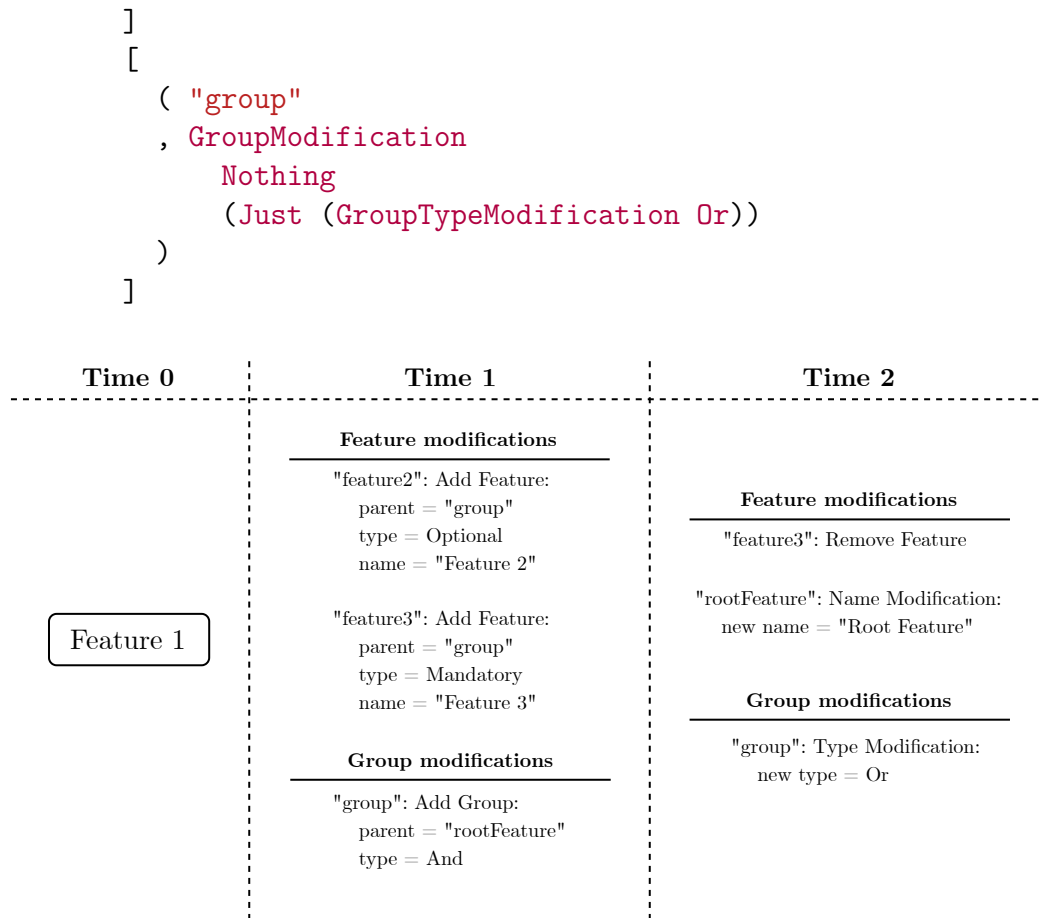 ]
[
( "group"
, GroupModification
Nothing
(Just (GroupTypeModification Or))
)
]
Time 0
Time 1
Time 2
Feature 1
Feature modifications
"feature2": Add Feature:
parent = "group"
type = Optional
name = "Feature 2"
"feature3": Add Feature:
parent = "group"
type = Mandatory
name = "Feature 3"
Group modifications
"group": Add Group:
parent = "rootFeature"
type = And
Feature modifications
"feature3": Remove Feature
"rootFeature": Name Modification:
new name = "Root Feature"
Group modifications
"group": Type Modification:
new type = Or